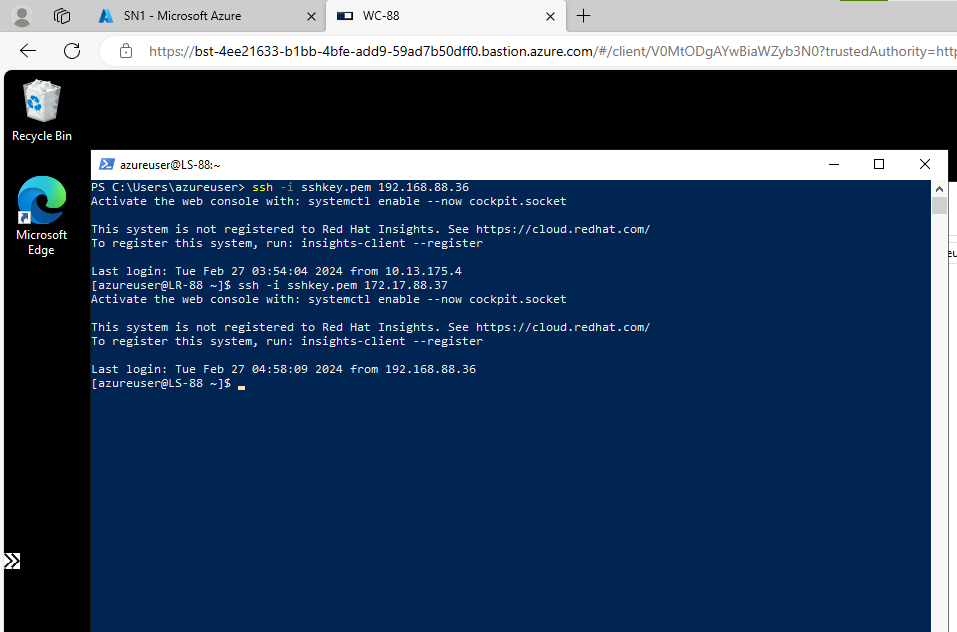 SN1 - Microsoft Azure
WC-88
https://bst-4ee21633-b1bb-4bfe-add9-59ad7b50dff0.bastion.azure.com/#/client/V0MtODgAYwBiaWZyb3N0?trustedAuthority=http
Recycle Bin
Microsoft
Edge
azureuser@LS-88:~
PS C:\Users\azureuser> ssh -i sshkey.pem 192.168.88.36
Activate the web console with: systemctl enable --now cockpit.socket
This system is not registered to Red Hat Insights. See https://cloud.redhat.com/
To register this system, run: insights-client --register
Last login: Tue Feb 27 03:54:04 2024 from 10.13.175.4
[azureuser@LR-88 ~]$ ssh -i sshkey.pem 172.17.88.37
Activate the web console with: systemctl enable --now cockpit.socket
This system is not registered to Red Hat Insights. See https://cloud.redhat.com/
To register this system, run: insights-client --register
Last login: Tue Feb 27 04:58:09 2024 from 192.168.88.36
[azureuser@LS-88 ~]$